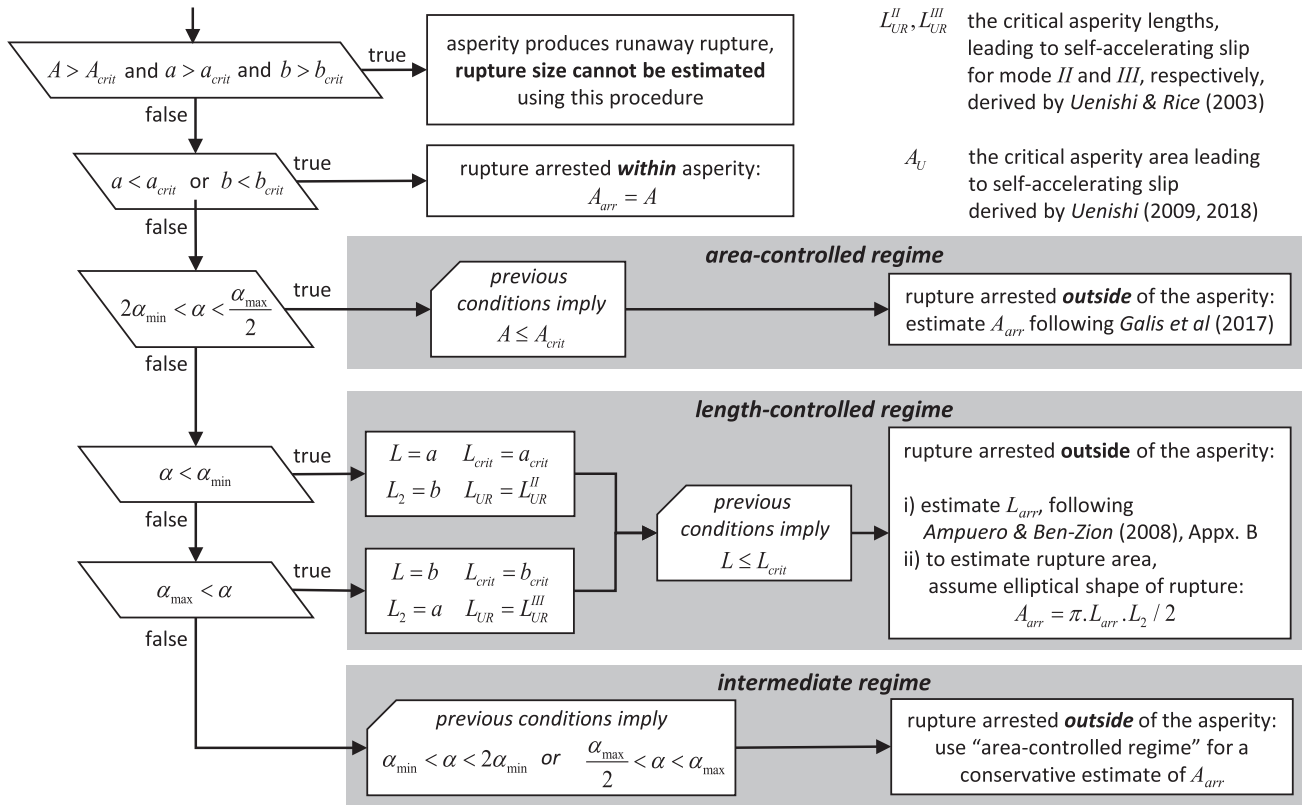 A > A_crit and a > a_crit and b > b_crit
true
asperity produces runaway rupture,
rupture size cannot be estimated
using this procedure
false
L_UR^II, L_UR^III
the critical asperity lengths,
leading to self-accelerating slip
for mode II and III, respectively,
derived by Uenishi & Rice (2003)
a < a_crit or b < b_crit
true
rupture arrested within asperity:
A_arr = A
false
A_U
the critical asperity area leading
to self-accelerating slip
derived by Uenishi (2009, 2018)
area-controlled regime
2α_min < α < α_max/2
true
previous
conditions imply
A ≤ A_crit
rupture arrested outside of the asperity:
estimate A_arr following Galis et al (2017)
false
length-controlled regime
α < α_min
true
L = a L_crit = a_crit
L_2 = b L_UR = L_UR^II
false
α_max < α
true
L = b L_crit = b_crit
L_2 = a L_UR = L_UR^III
false
previous
conditions imply
L ≤ L_crit
rupture arrested outside of the asperity:
i) estimate L_arr, following
Ampuero & Ben-Zion (2008), Appx. B
ii) to estimate rupture area,
assume elliptical shape of rupture:
A_arr = π.L_arr.L_2 / 2
intermediate regime
previous conditions imply
α_min < α < 2α_min or α_max/2 < α < α_max
rupture arrested outside of the asperity:
use “area-controlled regime” for a
conservative estimate of A_arr